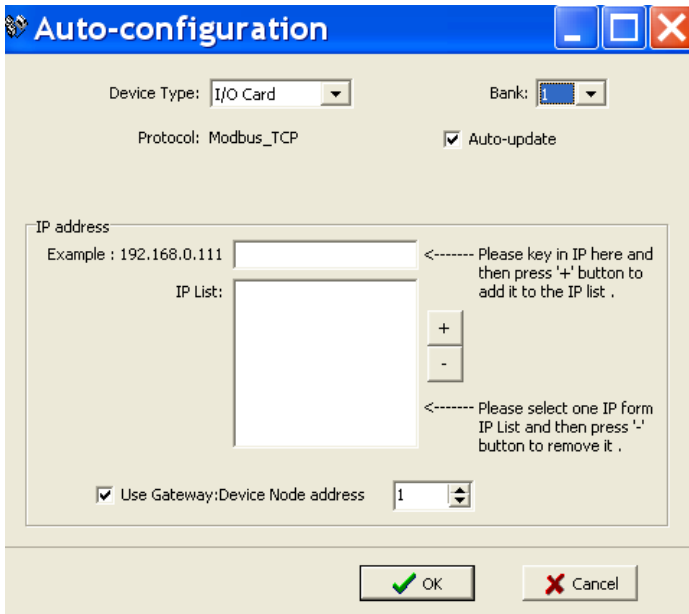 Auto-configuration
Device Type: I/O Card Bank: 1
Protocol: Modbus_TCP Auto-update
IP address
Example : 192.168.0.111 <------- Please key in IP here and
then press '+' button to
add it to the IP list .
IP List:
+
-
<------- Please select one IP form
IP List and then press '-'
button to remove it .
Use Gateway:Device Node address 1
OK Cancel